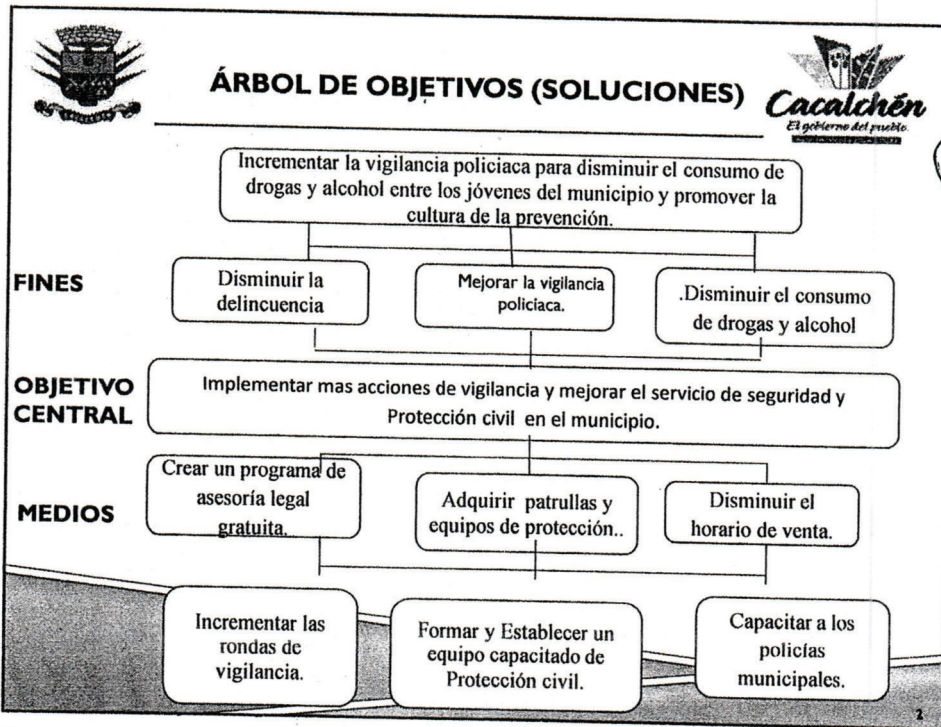 ÁRBOL DE OBJETIVOS (SOLUCIONES)
Cacalchén
El gobierno del pueblo.
Incrementar la vigilancia policiaca para disminuir el consumo de
drogas y alcohol entre los jóvenes del municipio y promover la
cultura de la prevención.
FINES
Disminuir la
delincuencia
Mejorar la vigilancia
policiaca.
.Disminuir el consumo
de drogas y alcohol
OBJETIVO
CENTRAL
Implementar mas acciones de vigilancia y mejorar el servicio de seguridad y
Protección civil en el municipio.
MEDIOS
Crear un programa de
asesoría legal
gratuita.
Adquirir patrullas y
equipos de protección..
Disminuir el
horario de venta.
Incrementar las
rondas de
vigilancia.
Formar y Establecer un
equipo capacitado de
Protección civil.
Capacitar a los
policías
municipales.
2